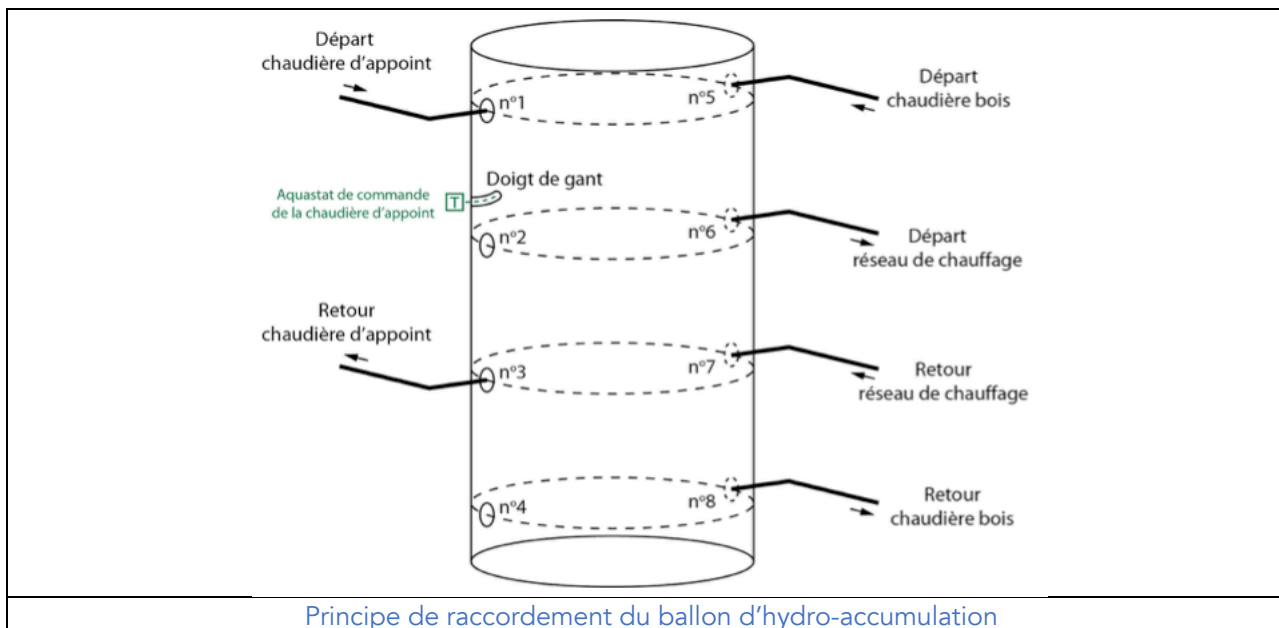 Départ
chaudière d'appoint
n°1
n°5
Départ
chaudière bois
Doigt de gant
Aquastat de commande
de la chaudière d'appoint
T
n°2
n°6
Départ
réseau de chauffage
Retour
chaudière d'appoint
n°3
n°7
Retour
réseau de chauffage
n°4
n°8
Retour
chaudière bois
Principe de raccordement du ballon d'hydro-accumulation